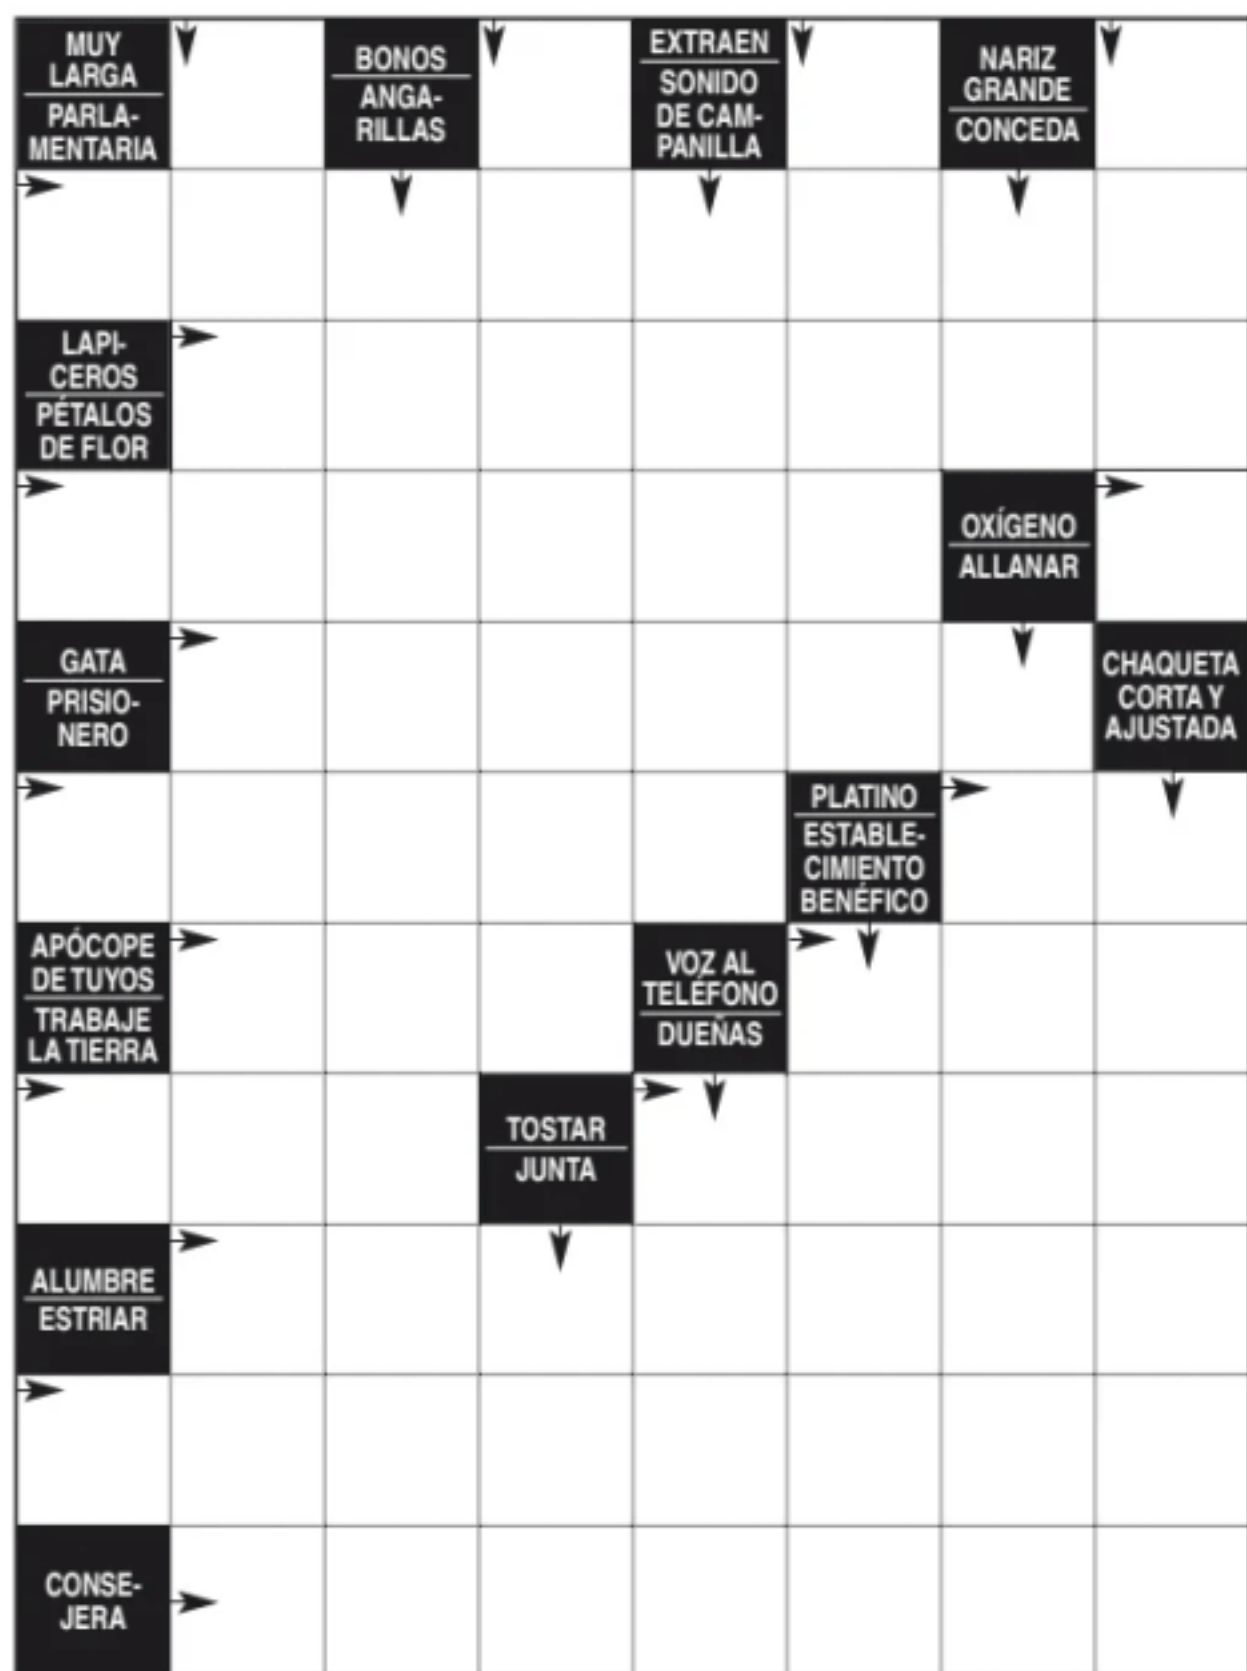 MUY
LARGA
PARLA-
MENTARIA
BONOS
ANGA-
RILLAS
EXTRAEN
SONIDO
DE CAM-
PANILLA
NARIZ
GRANDE
CONCEDA
LAPI-
CEROS
PÉTALOS
DE FLOR
OXÍGENO
ALLANAR
GATA
PRISIO-
NERO
CHAQUETA
CORTA Y
AJUSTADA
PLATINO
ESTABLE-
CIMIENTO
BENÉFICO
APÓCOPE
DE TUYOS
TRABAJE
LA TIERRA
VOZ AL
TELÉFONO
DUEÑAS
TOSTAR
JUNTA
ALUMBRE
ESTRIAR
CONSE-
JERA